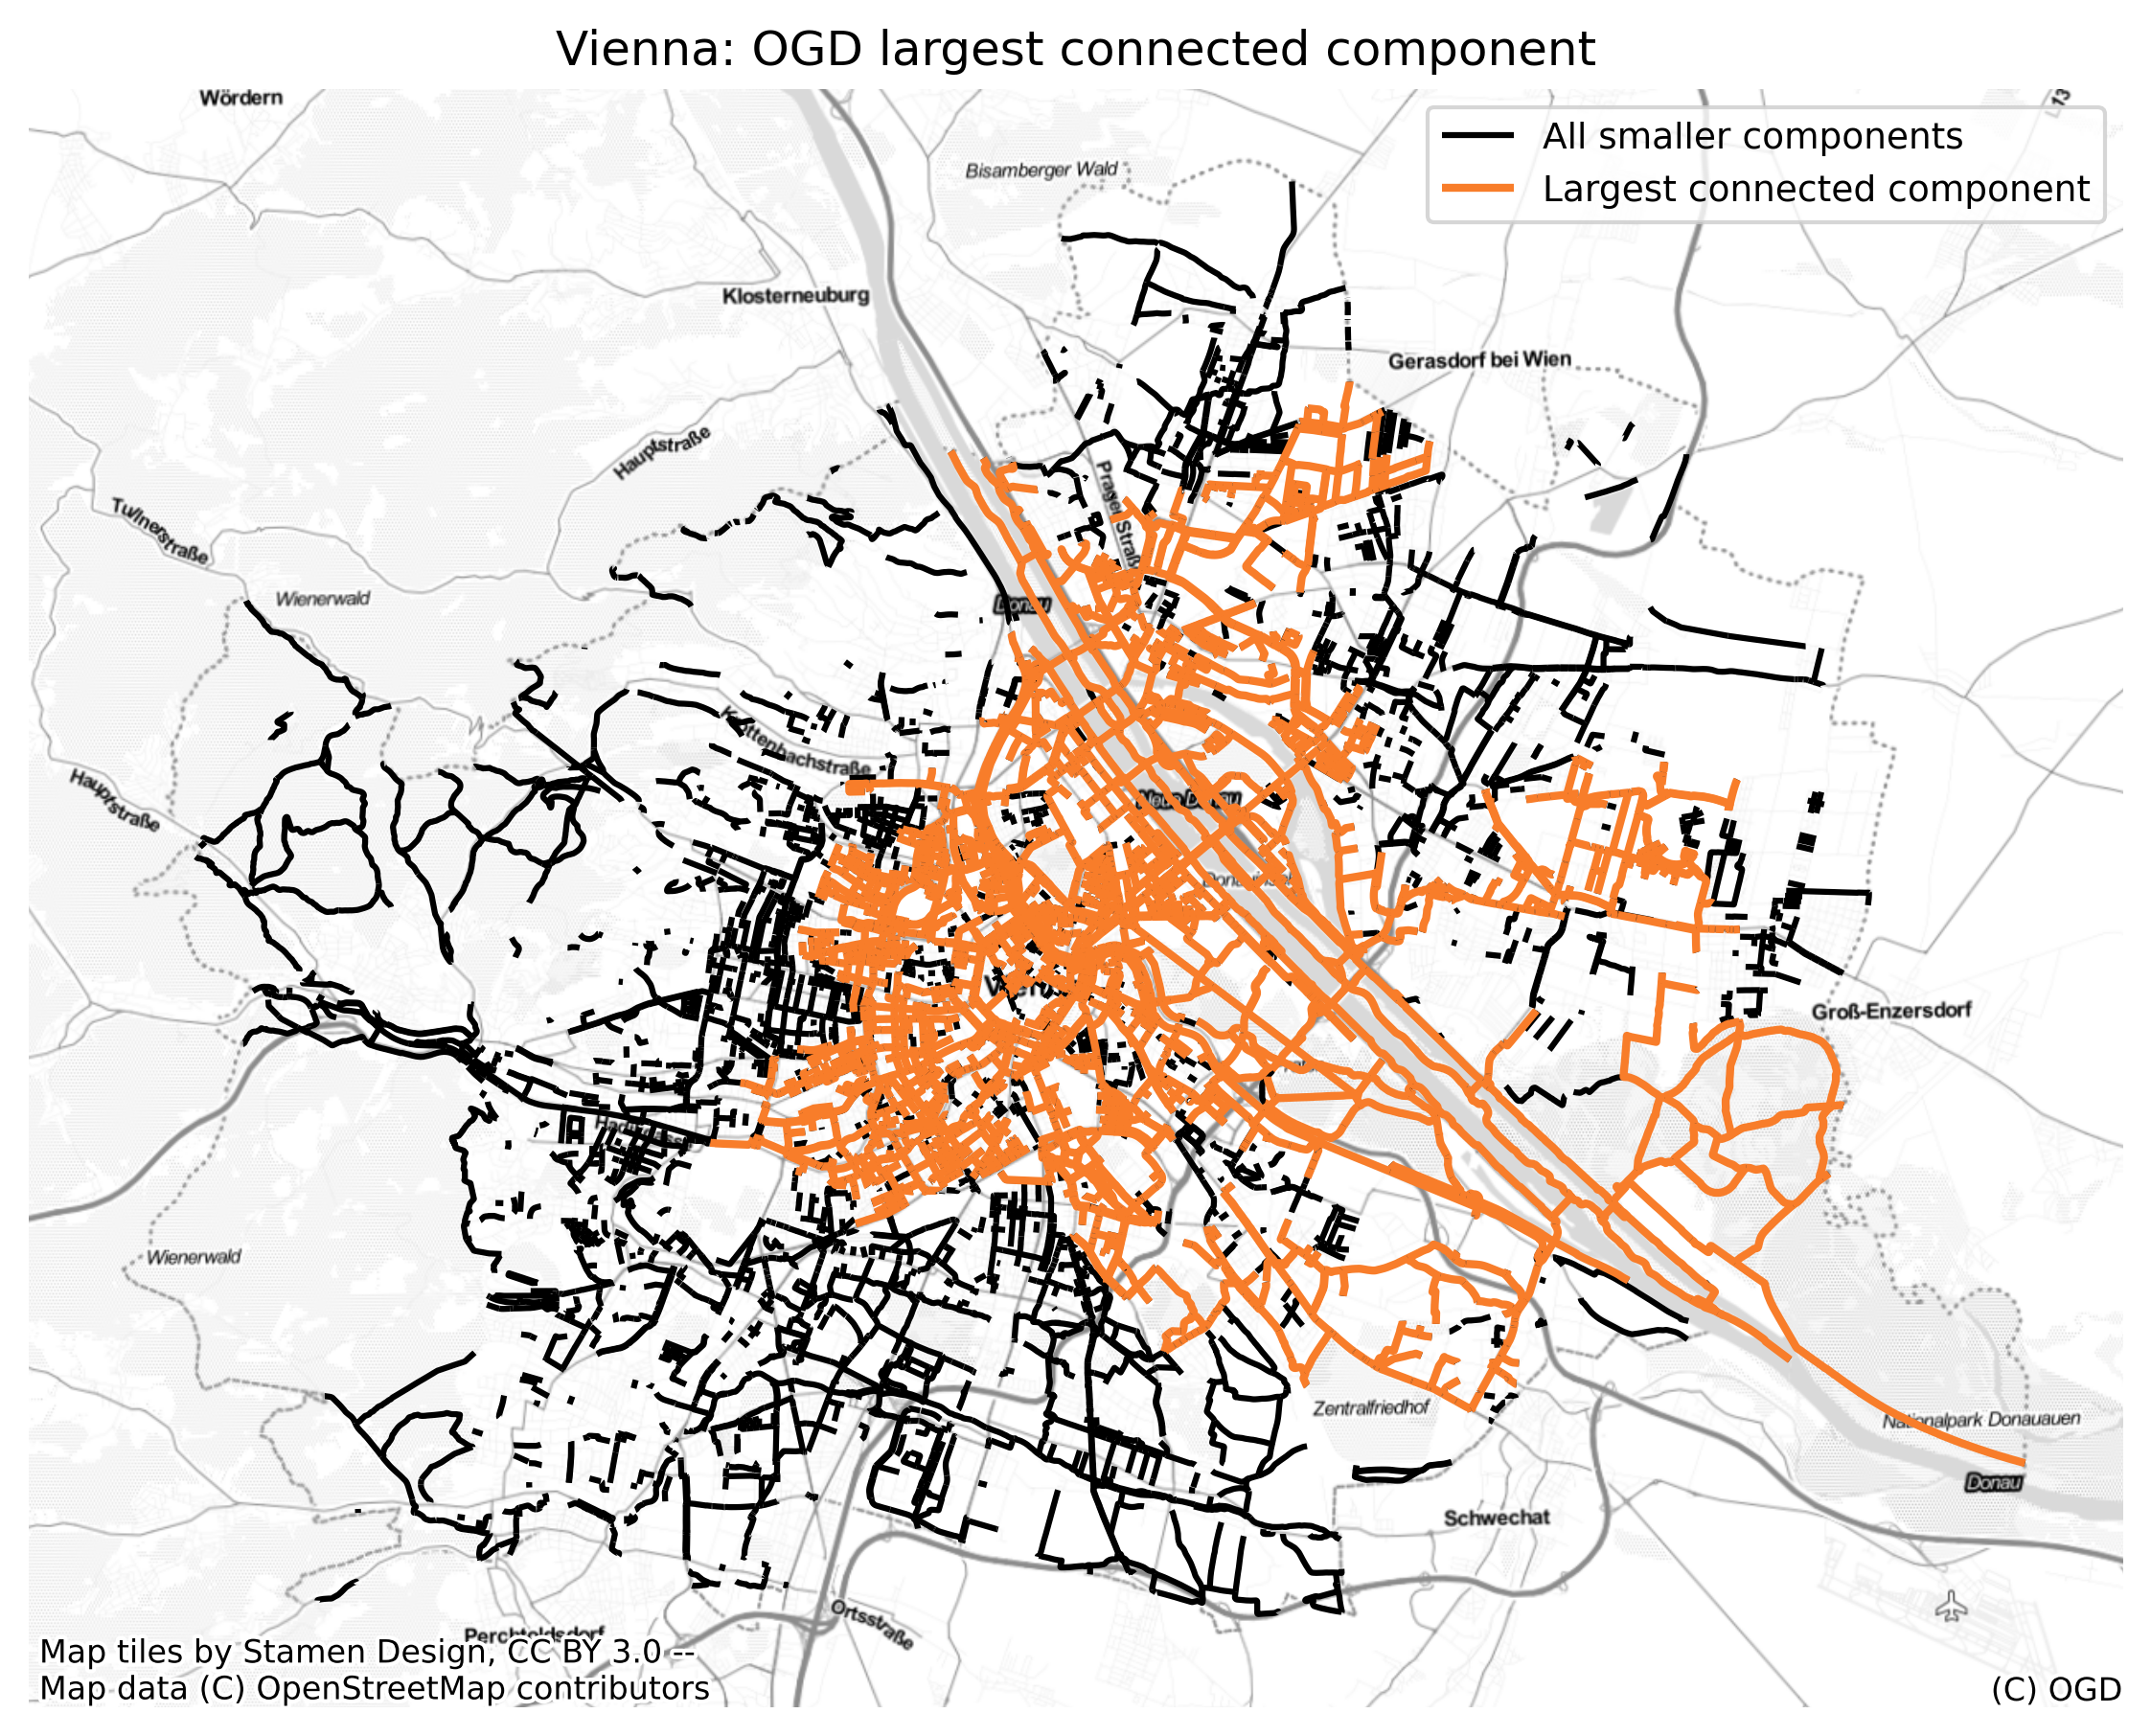 Vienna: OGD largest connected component
Wördern
13
All smaller components
Largest connected component
Bisamberger Wald
Klosterneuburg
Gerasdorf bei Wien
Hauptstraße
Prager Straße
Tullnerstraße
Wienerwald
Donau
Hauptstraße
Neue Donau
Donauinsel
Groß-Enzersdorf
Wienerwald
Zentralfriedhof
Nationalpark Donauauen
Donau
Schwechat
Ortsstraße
Perchtoldsdorf
Map tiles by Stamen Design, CC BY 3.0 --
Map data (C) OpenStreetMap contributors
(C) OGD